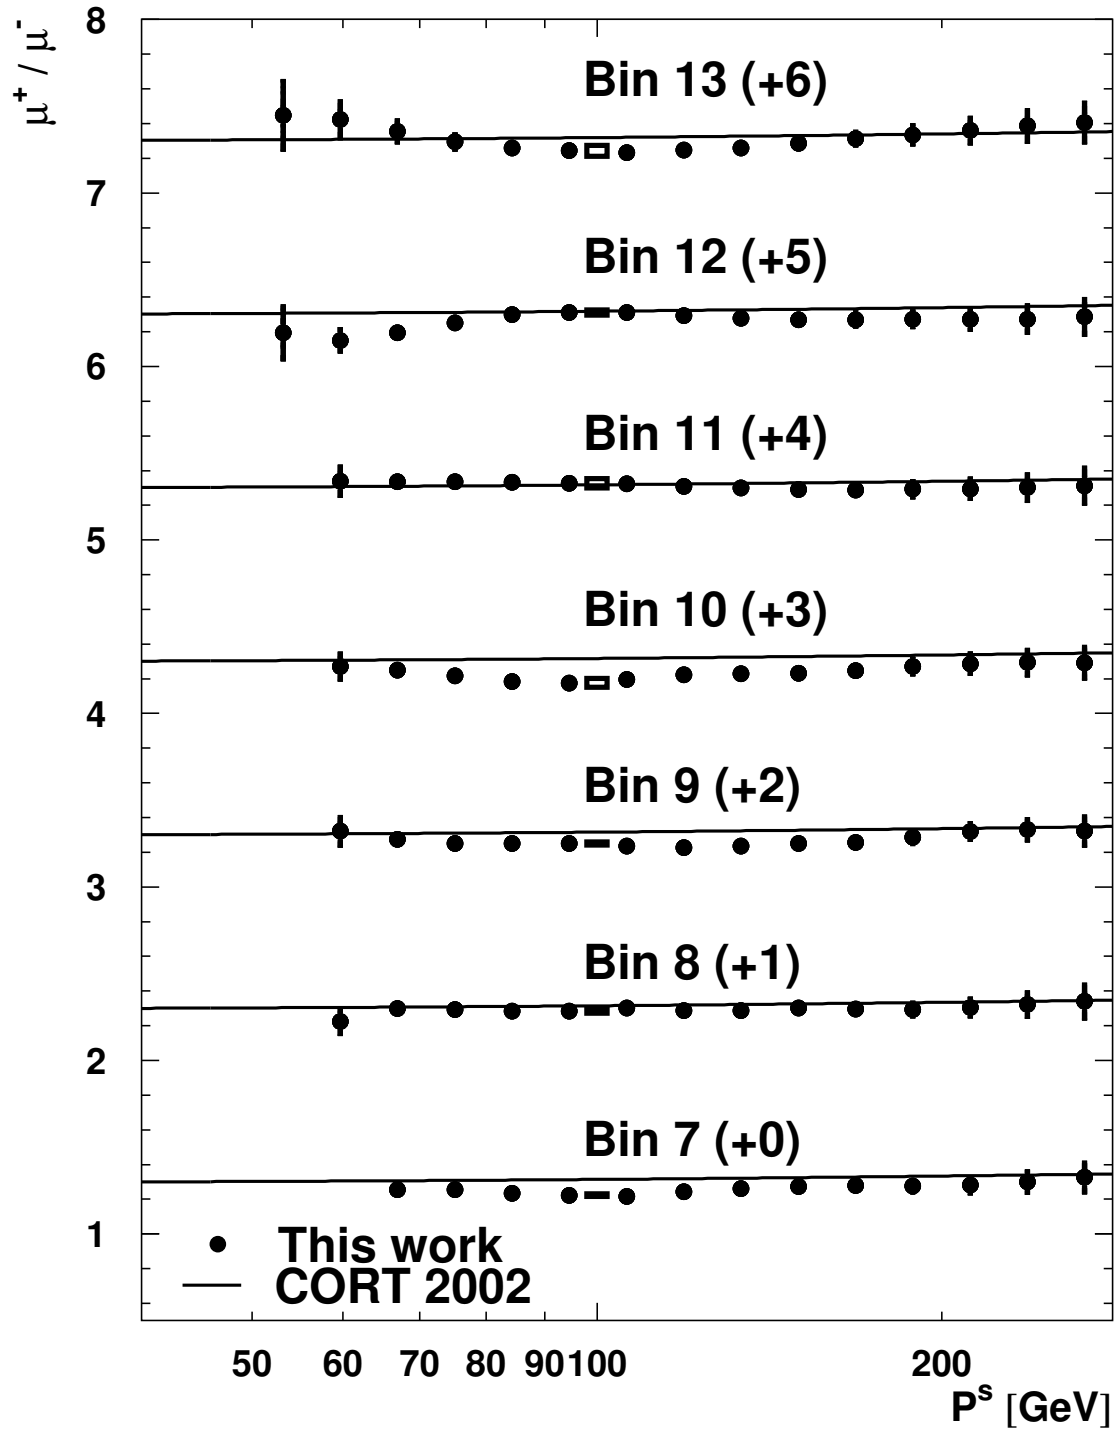 μ+ / μ-
8
Bin 13 (+6)
7
Bin 12 (+5)
6
Bin 11 (+4)
5
Bin 10 (+3)
4
Bin 9 (+2)
3
Bin 8 (+1)
2
Bin 7 (+0)
1
This work
CORT 2002
50 60 70 80 90 100 200
P^s [GeV]